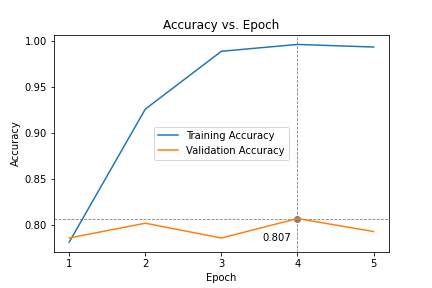 Accuracy vs. Epoch
Accuracy
1.00
0.95
0.90
0.85
0.80
Training Accuracy
Validation Accuracy
0.807
1 2 3 4 5
Epoch